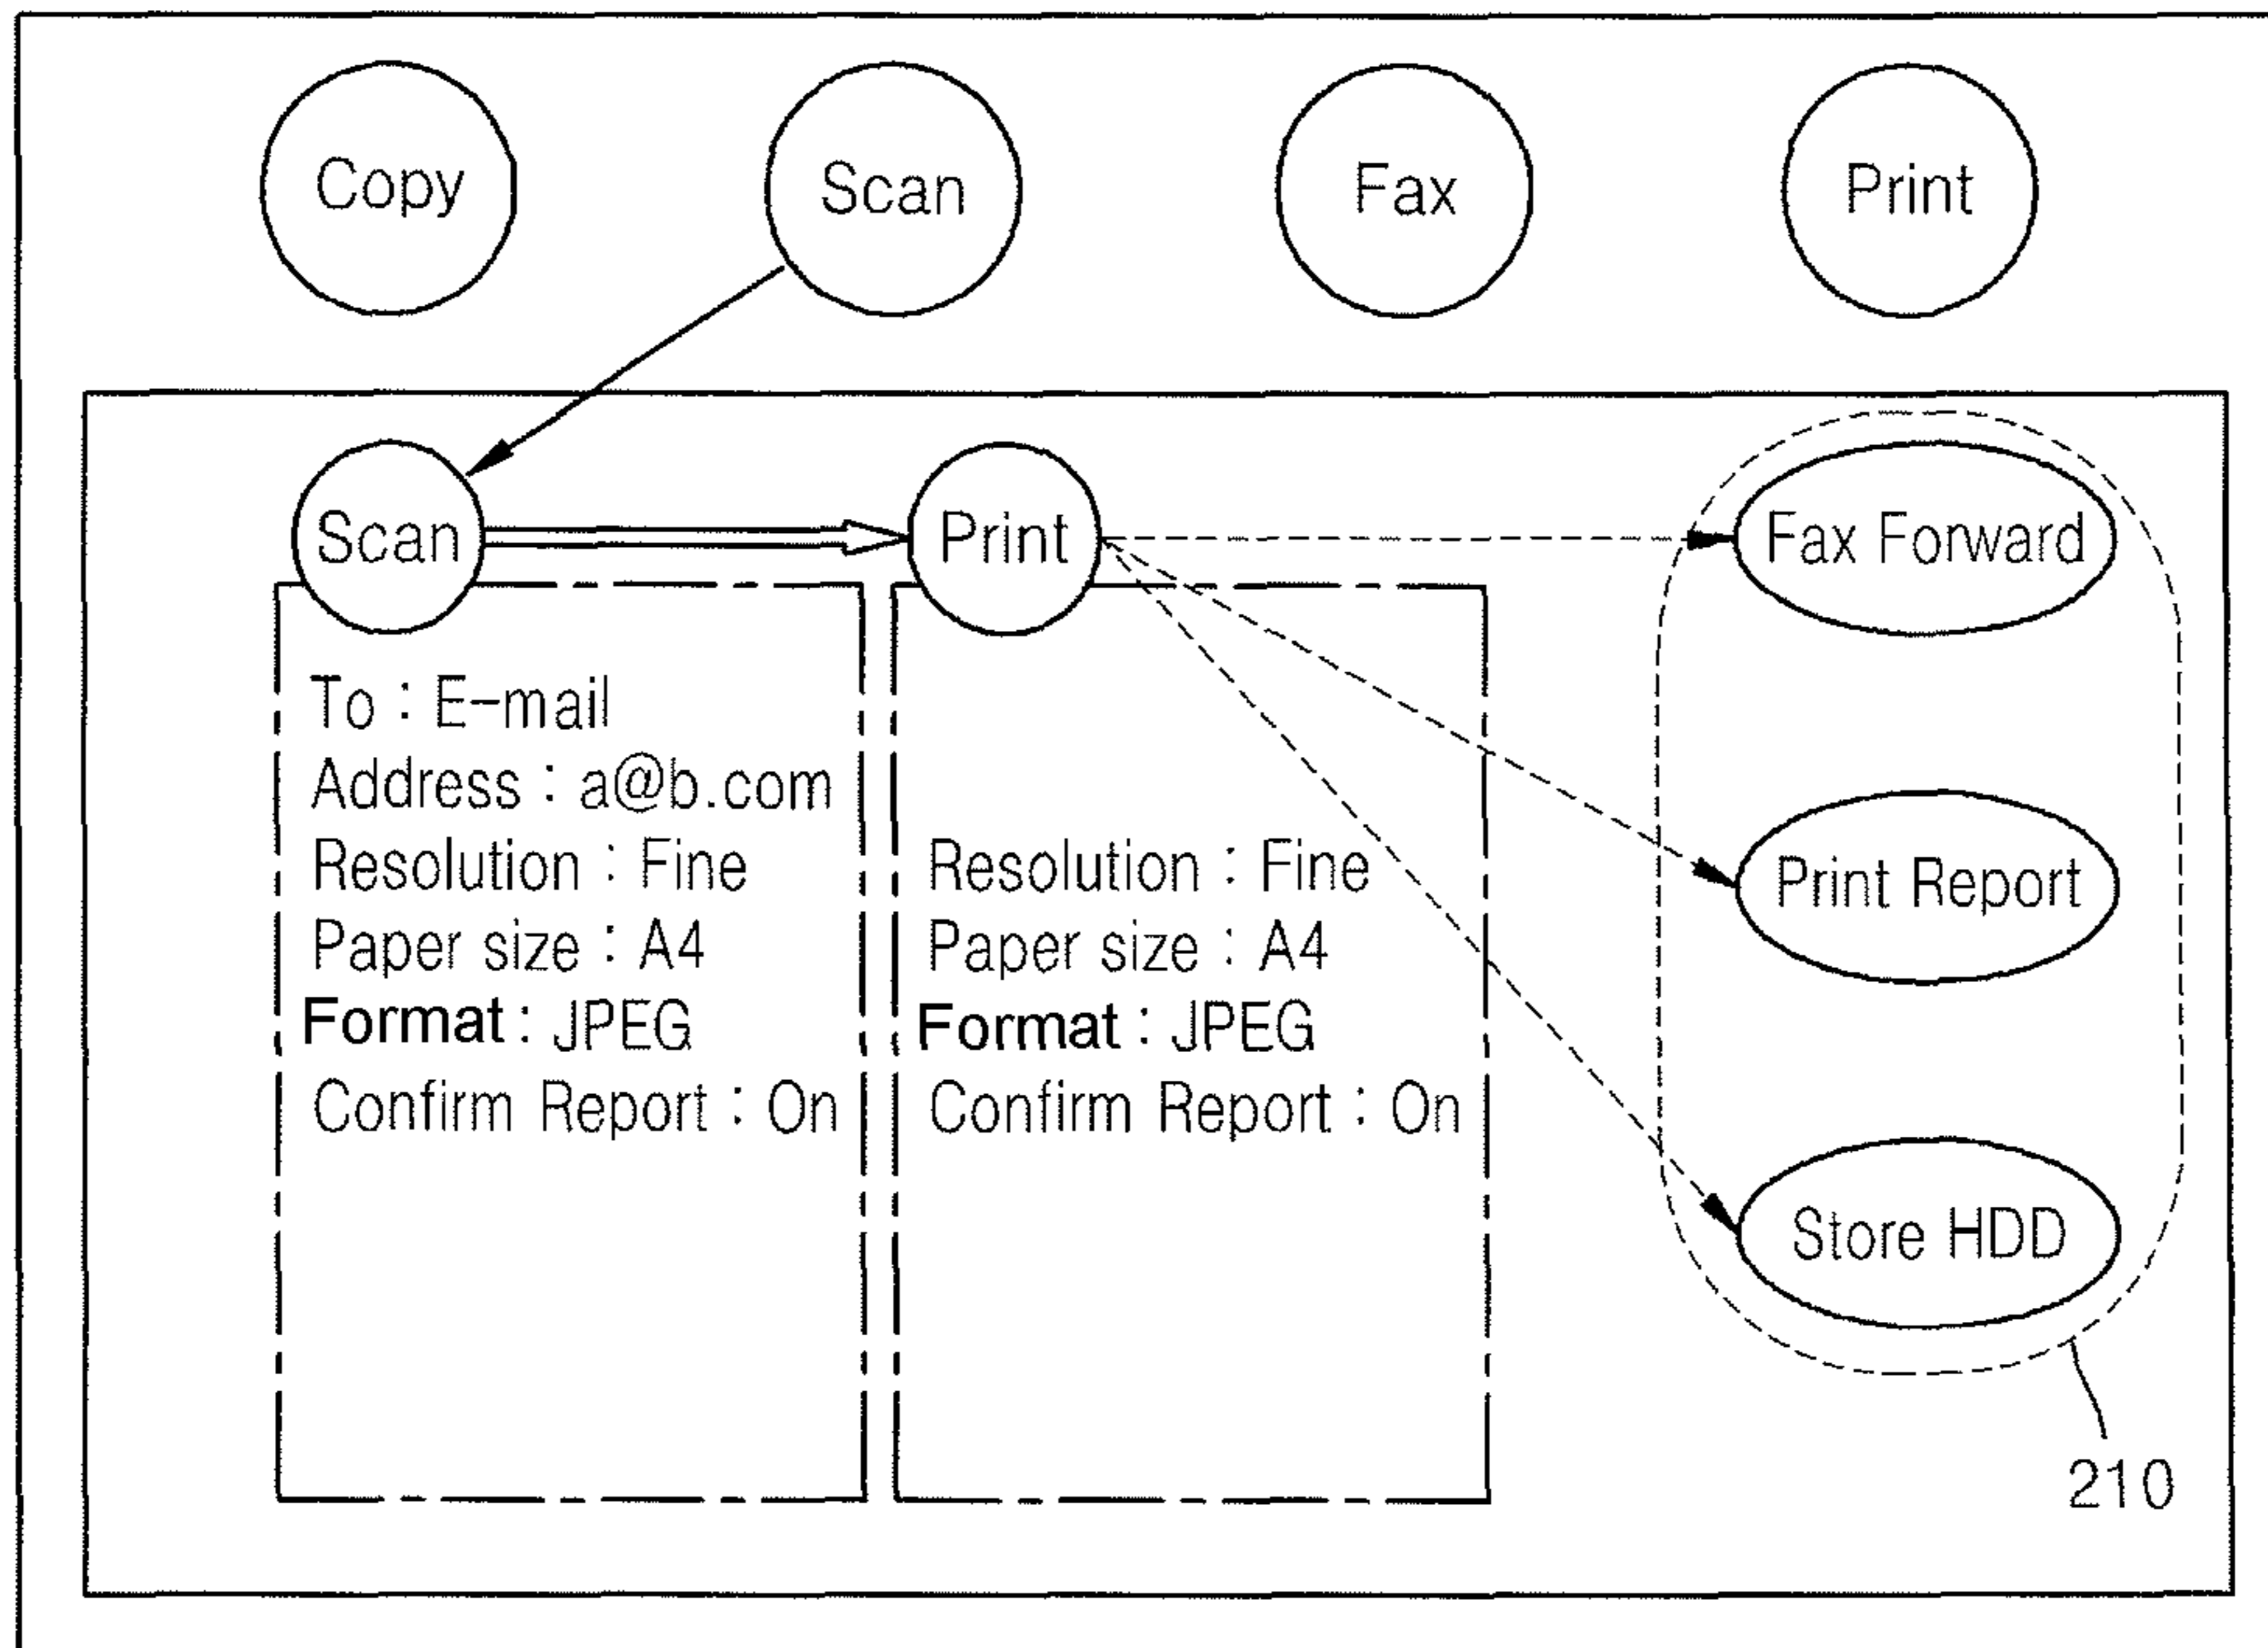 Copy
Scan
Fax
Print
Scan
Print
Fax Forward
To : E-mail
Address : a@b.com
Resolution : Fine
Paper size : A4
Format : JPEG
Confirm Report : On
Resolution : Fine
Paper size : A4
Format : JPEG
Confirm Report : On
Print Report
Store HDD
210